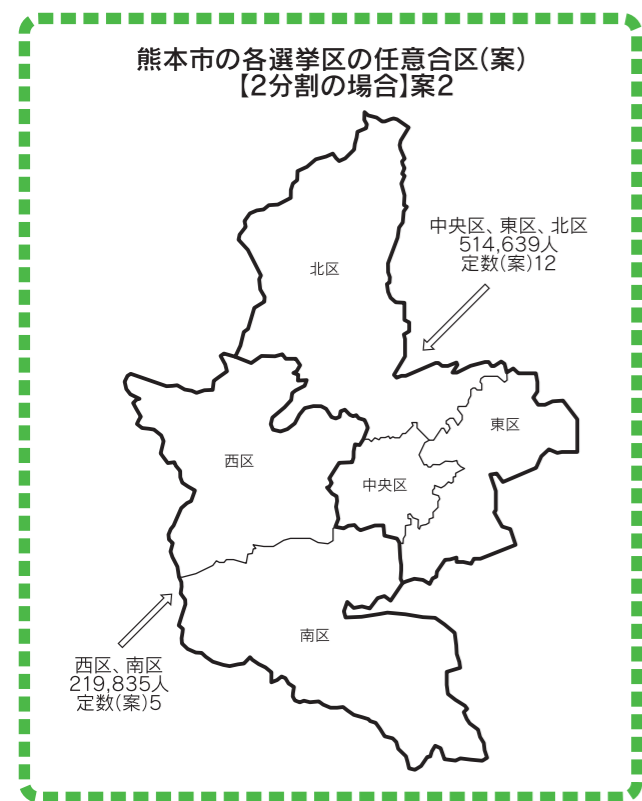 熊本市の各選挙区の任意合区(案)
【2分割の場合】案2
中央区、東区、北区
514,639人
定数(案)12
北区
東区
西区
中央区
南区
西区、南区
219,835人
定数(案)5